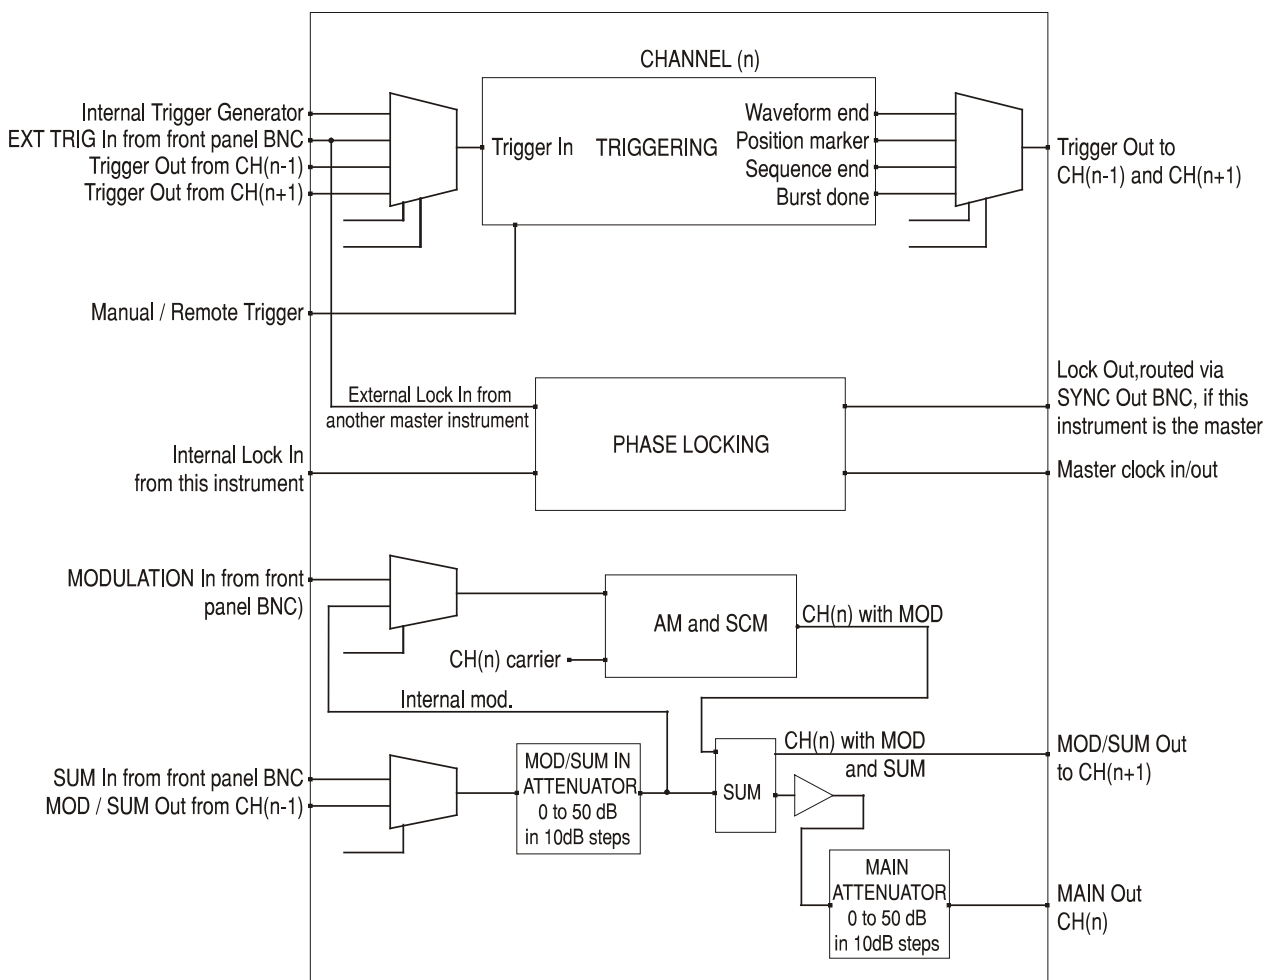 CHANNEL (n)
Internal Trigger Generator
EXT TRIG In from front panel BNC
Trigger Out from CH(n-1)
Trigger Out from CH(n+1)
Trigger In
TRIGGERING
Waveform end
Position marker
Sequence end
Burst done
Trigger Out to
CH(n-1) and CH(n+1)
Manual / Remote Trigger
External Lock In from
another master instrument
Internal Lock In
from this instrument
PHASE LOCKING
Lock Out,routed via
SYNC Out BNC, if this
instrument is the master
Master clock in/out
MODULATION In from front
panel BNC)
AM and SCM
CH(n) carrier
CH(n) with MOD
Internal mod.
SUM In from front panel BNC
MOD / SUM Out from CH(n-1)
MOD/SUM IN
ATTENUATOR
0 to 50 dB
in 10dB steps
SUM
CH(n) with MOD
and SUM
MOD/SUM Out
to CH(n+1)
MAIN
ATTENUATOR
0 to 50 dB
in 10dB steps
MAIN Out
CH(n)